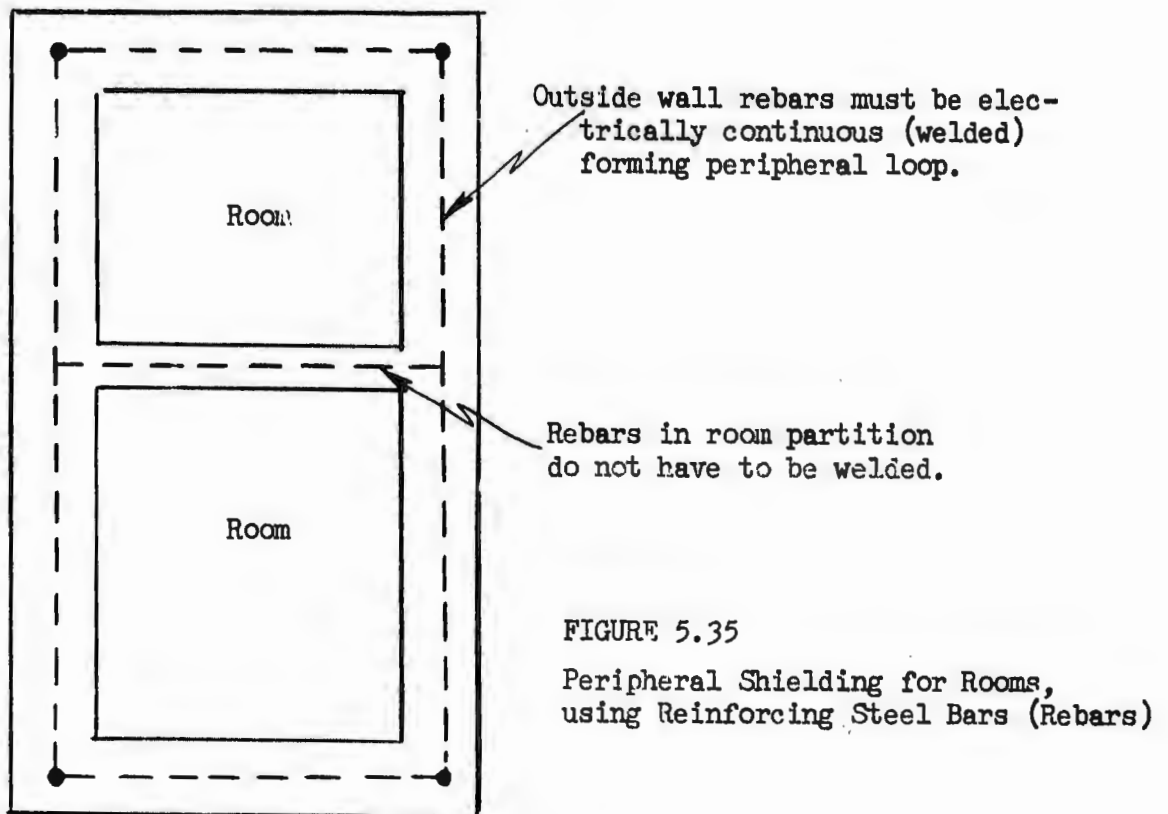 Outside wall rebars must be elec-
trically continuous (welded)
forming peripheral loop.
Room
Rebars in room partition
do not have to be welded.
Room
FIGURE 5.35
Peripheral Shielding for Rooms,
using Reinforcing Steel Bars (Rebars)